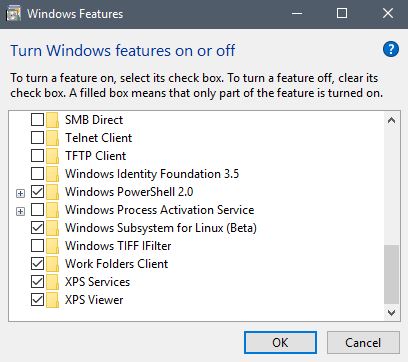 Windows Features
Turn Windows features on or off
?
To turn a feature on, select its check box. To turn a feature off, clear its
check box. A filled box means that only part of the feature is turned on.
SMB Direct
Telnet Client
TFTP Client
Windows Identity Foundation 3.5
Windows PowerShell 2.0
Windows Process Activation Service
Windows Subsystem for Linux (Beta)
Windows TIFF IFilter
Work Folders Client
XPS Services
XPS Viewer
OK Cancel